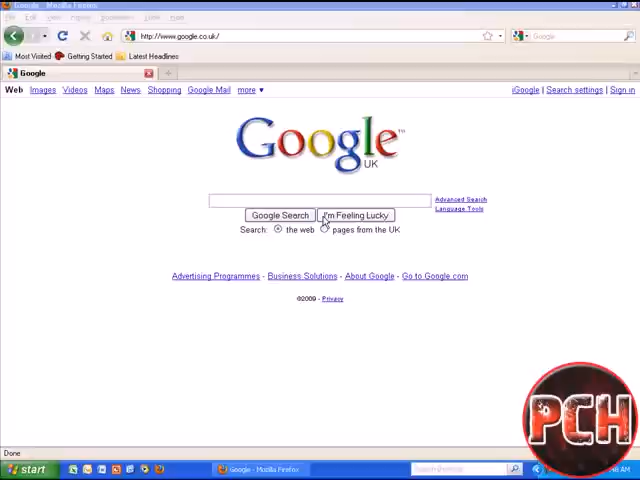 Google - Mozilla Firefox
http://www.google.co.uk/
Google
Most Visited Getting Started Latest Headlines
Google
Web Images Videos Maps News Shopping Google Mail more ▼
iGoogle | Search settings | Sign in
Google™
UK
Advanced Search
Language Tools
Google Search I'm Feeling Lucky
Search: the web pages from the UK
Advertising Programmes - Business Solutions - About Google - Go to Google.com
©2009 - Privacy
PCH
Done
start
Google - Mozilla Firefox